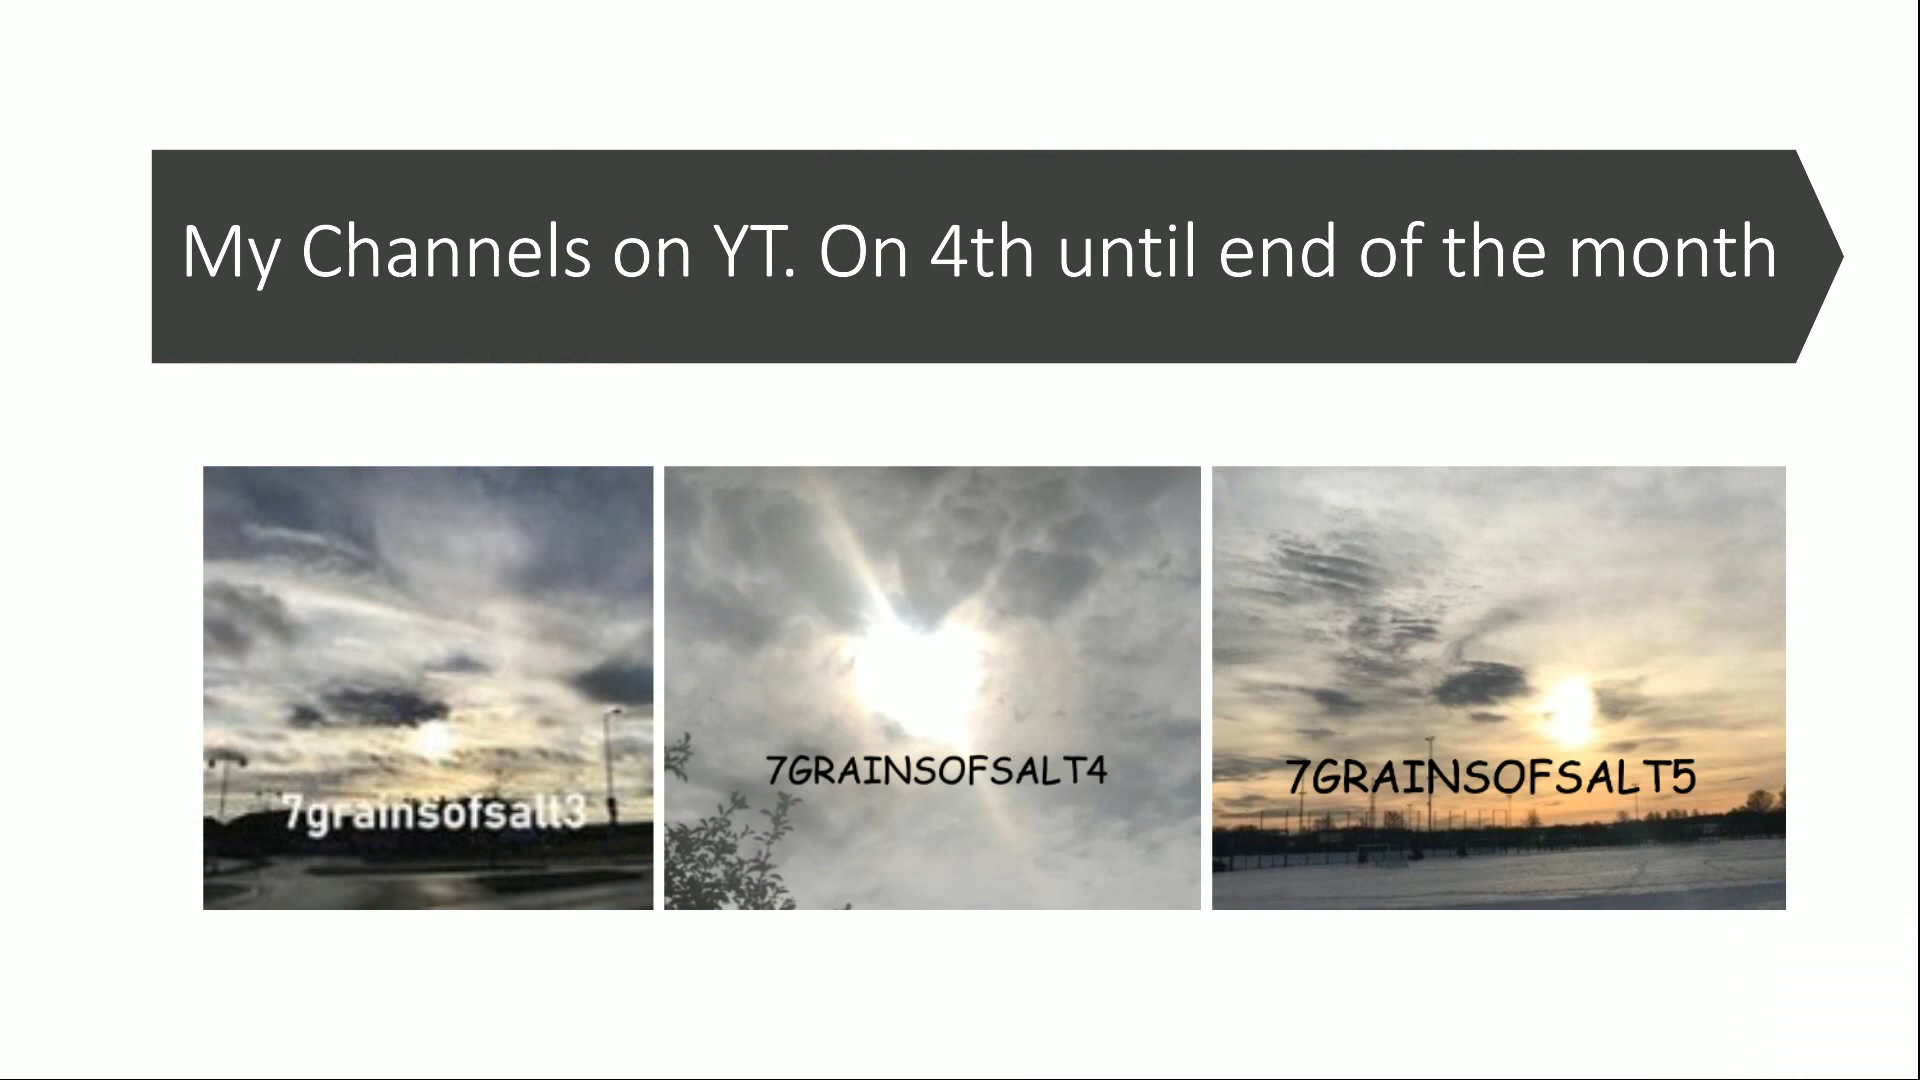 My Channels on YT. On 4th until end of the month
7grainsofsalt3
7GRAINSOFSALT4
7GRAINSOFSALT5